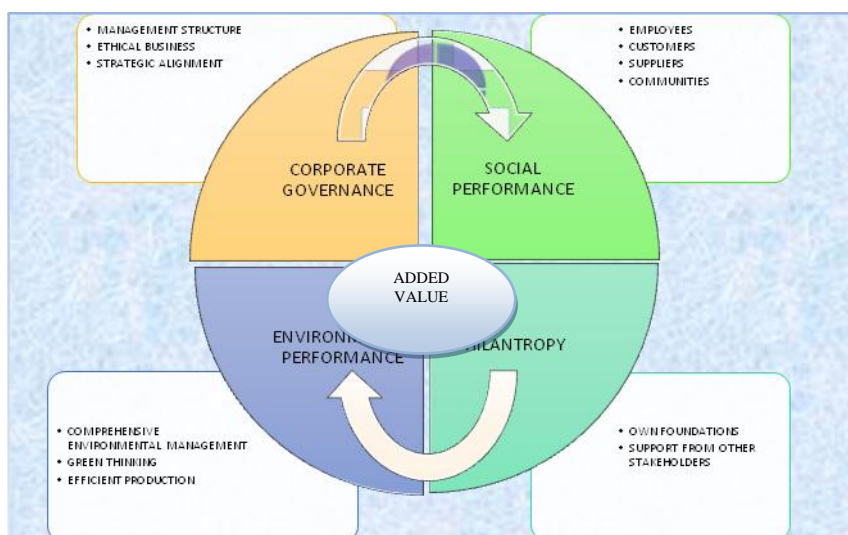 • MANAGEMENT STRUCTURE
• ETHICAL BUSINESS
• STRATEGIC ALIGNMENT
• EMPLOYEES
• CUSTOMERS
• SUPPLIERS
• COMMUNITIES
CORPORATE
GOVERNANCE
SOCIAL
PERFORMANCE
ADDED
VALUE
PERFORMANCE
• COMPREHENSIVE
ENVIRONMENTAL MANAGEMENT
• GREEN THINKING
• EFFICIENT PRODUCTION
• OWN FOUNDATIONS
• SUPPORT FROM OTHER
STAKEHOLDERS